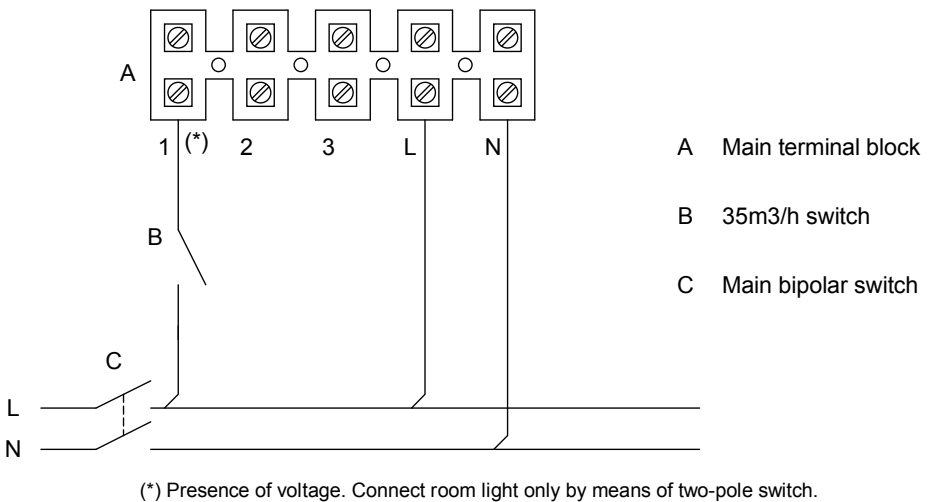 A
1 (*) 2 3 L N
A Main terminal block
B 35m3/h switch
B
C Main bipolar switch
C
L
N
(*) Presence of voltage. Connect room light only by means of two-pole switch.